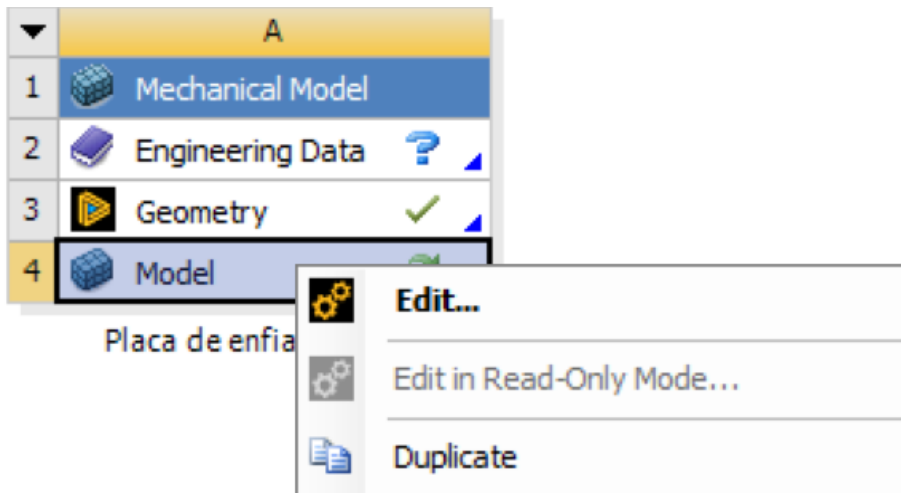 A
1 Mechanical Model
2 Engineering Data ?
3 Geometry
4 Model
Placa de
Edit...
Edit in Read-Only Mode...
Duplicate